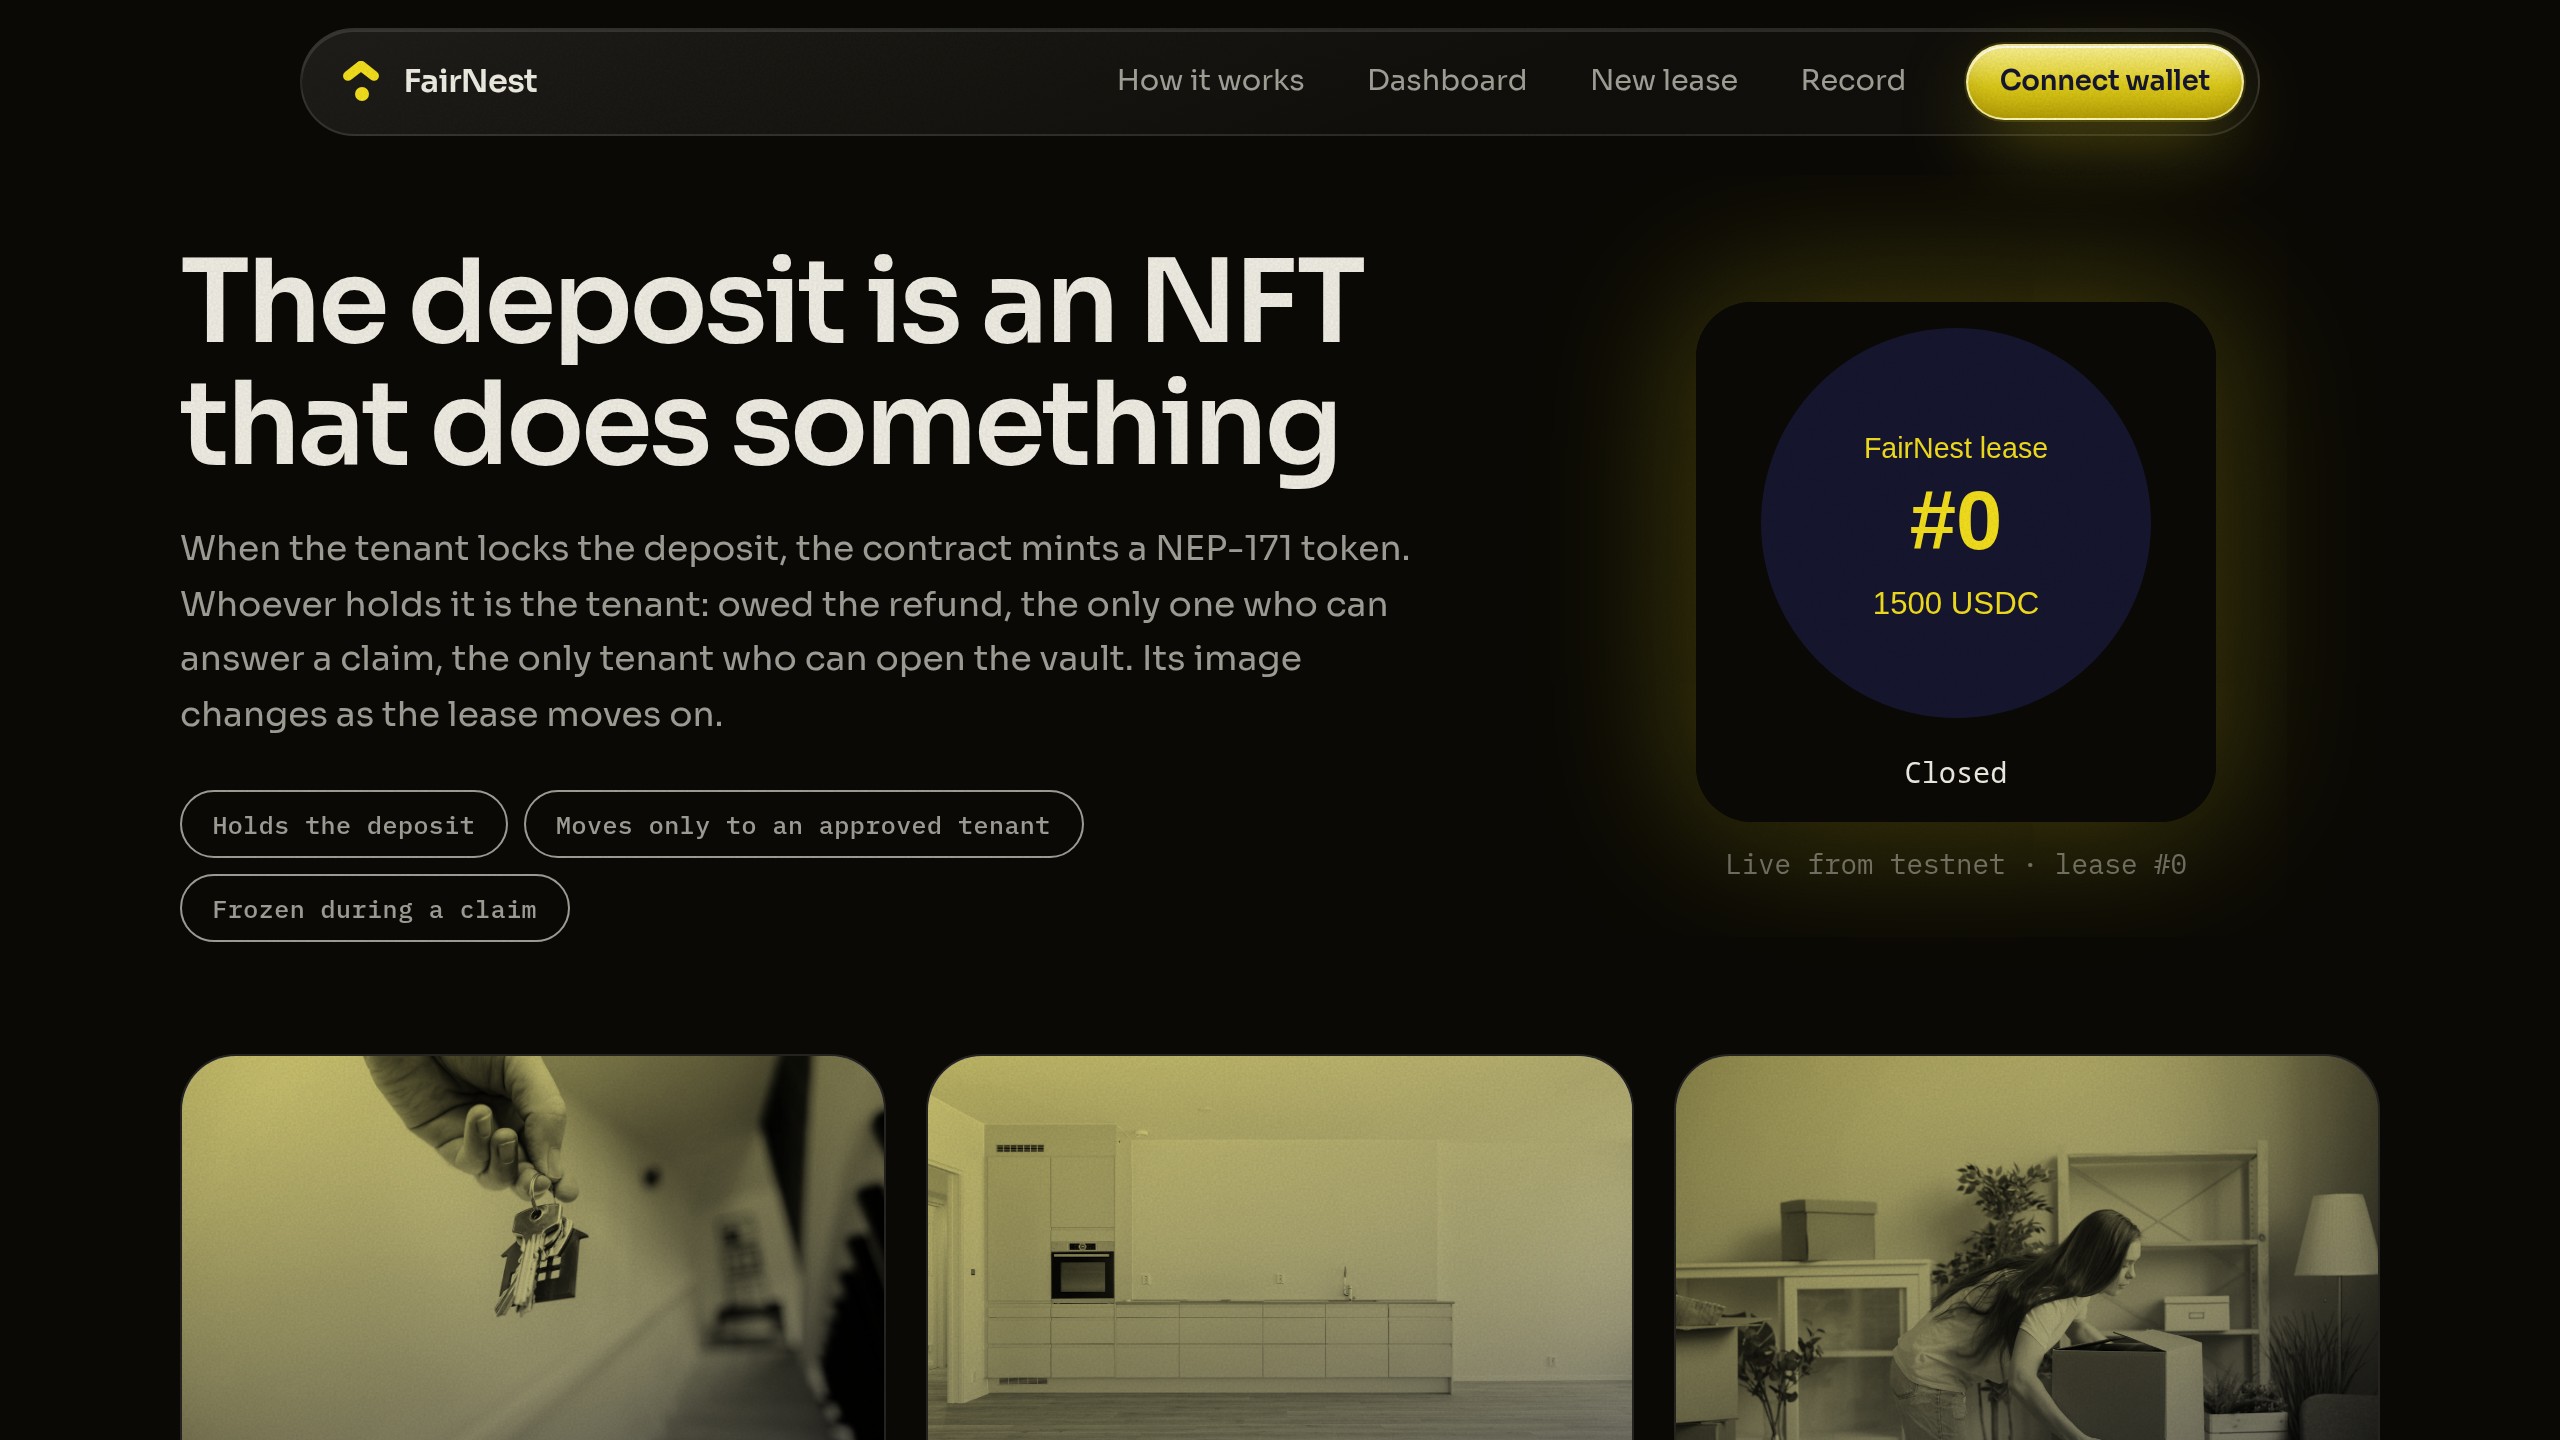 FairNest
How it works
Dashboard
New lease
Record
Connect wallet
The deposit is an NFT
that does something
When the tenant locks the deposit, the contract mints a NEP-171 token.
Whoever holds it is the tenant: owed the refund, the only one who can
answer a claim, the only tenant who can open the vault. Its image
changes as the lease moves on.
Holds the deposit
Moves only to an approved tenant
Frozen during a claim
FairNest lease
#0
1500 USDC
Closed
Live from testnet · lease #0